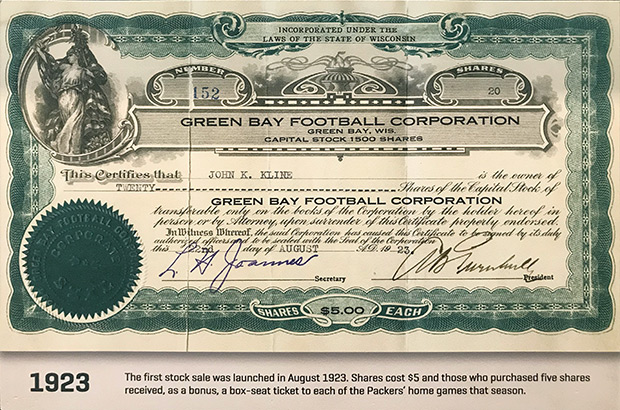 INCORPORATED UNDER THE
LAWS OF THE STATE OF WISCONSIN
NUMBER
152
SHARES
20
GREEN BAY FOOTBALL CORPORATION
GREEN BAY, WIS.
CAPITAL STOCK 1500 SHARES
This Certifies that JOHN K. KLINE is the owner of
TWENTY Shares of the Capital Stock of
GREEN BAY FOOTBALL CORPORATION
transferable only on the books of the Corporation by the holder hereof in
person or by Attorney, upon surrender of this Certificate properly endorsed.
In Witness Whereof, the said Corporation has caused this Certificate to be signed by its duly
authorized officers and to be sealed with the Seal of the Corporation
this day of AUGUST A.D. 1923.
L. H. Joannes
Secretary
President
GREEN BAY FOOTBALL
SHARES $5.00 EACH
1923
The first stock sale was launched in August 1923. Shares cost $5 and those who purchased five shares
received, as a bonus, a box-seat ticket to each of the Packers' home games that season.